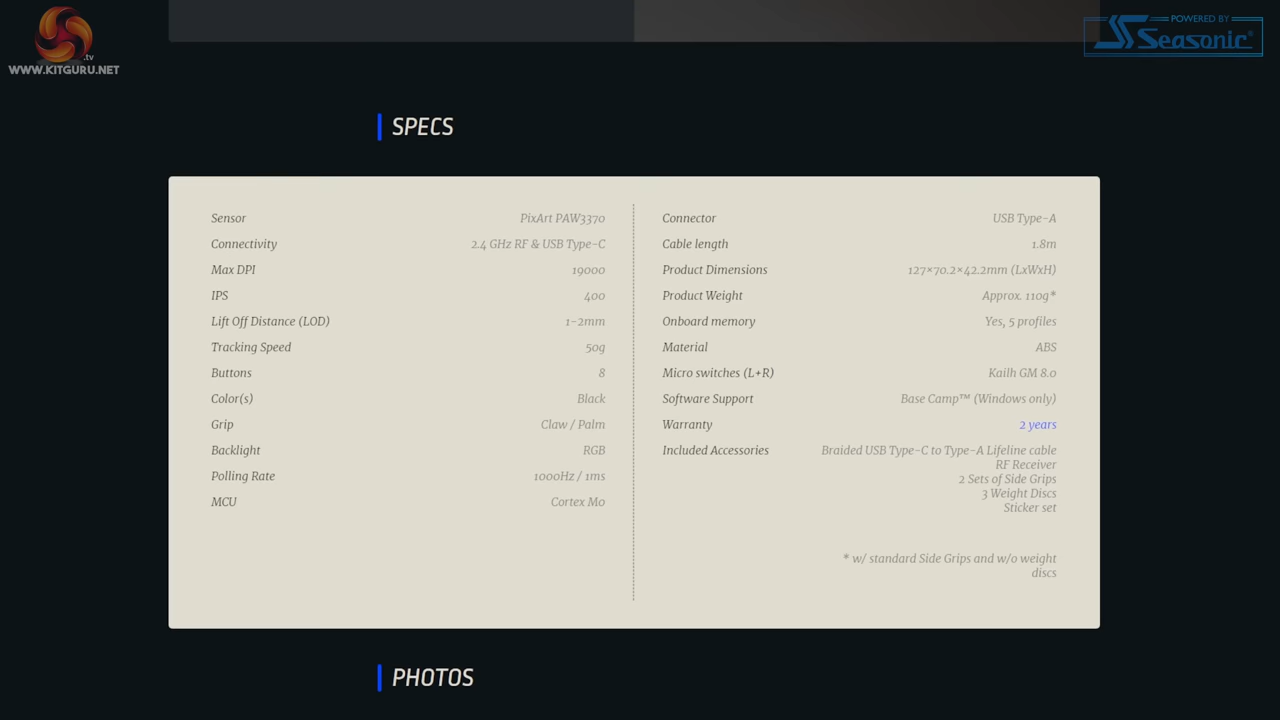 .tv
WWW.KITGURU.NET
POWERED BY
Seasonic®
SPECS
Sensor PixArt PAW3370
Connectivity 2.4 GHz RF & USB Type-C
Max DPI 19000
IPS 400
Lift Off Distance (LOD) 1-2mm
Tracking Speed 50g
Buttons 8
Color(s) Black
Grip Claw / Palm
Backlight RGB
Polling Rate 1000Hz / 1ms
MCU Cortex M0
Connector USB Type-A
Cable length 1.8m
Product Dimensions 127×70.2×42.2mm (LxWxH)
Product Weight Approx. 110g*
Onboard memory Yes, 5 profiles
Material ABS
Micro switches (L+R) Kailh GM 8.0
Software Support Base Camp™ (Windows only)
Warranty 2 years
Included Accessories Braided USB Type-C to Type-A Lifeline cable
RF Receiver
2 Sets of Side Grips
3 Weight Discs
Sticker set
* w/ standard Side Grips and w/o weight
discs
PHOTOS